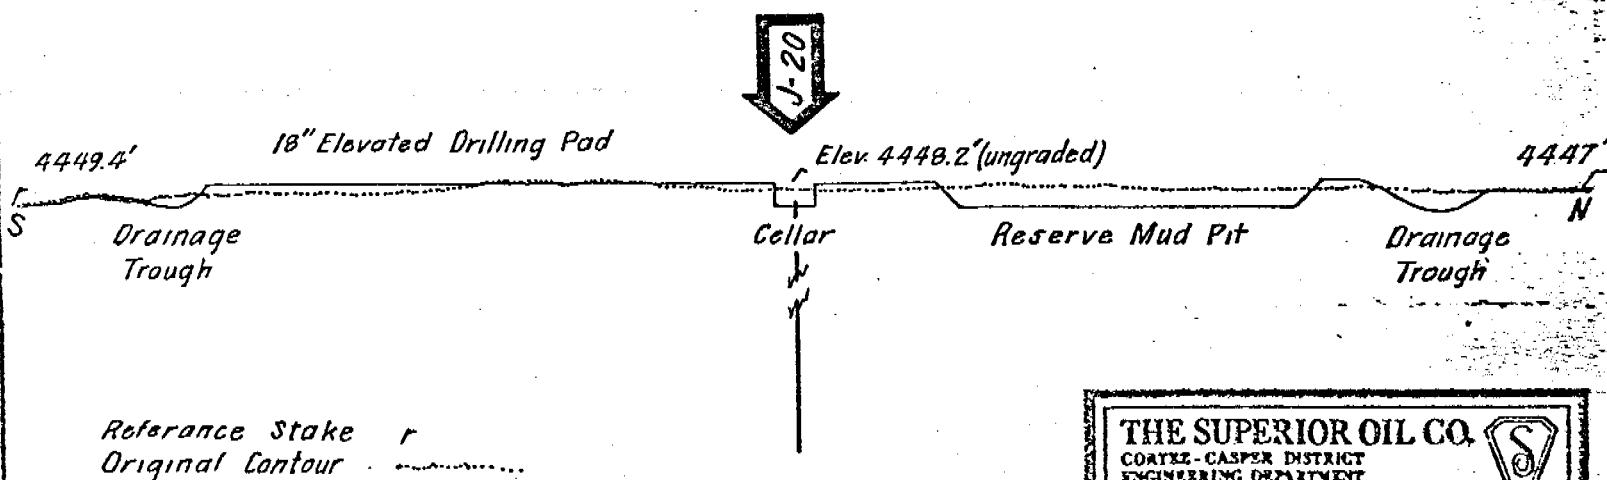 J-20
18" Elevated Drilling Pad
4449.4'
Elev. 4448.2' (ungraded)
4447'
S
N
Drainage
Trough
Cellar
Reserve Mud Pit
Drainage
Trough
Referance Stake r
Original Contour
THE SUPERIOR OIL CO.
S
CORTEZ-CASPER DISTRICT
ENGINEERING DEPARTMENT